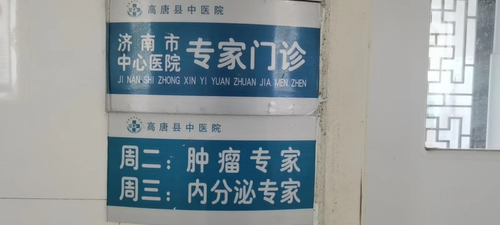 高唐县中医院
济南市
中心医院 专家门诊
JI NAN SHI ZHONG XIN YI YUAN ZHUAN JIA MEN ZHEN
高唐县中医院
周二：肿瘤专家
周三：内分泌专家